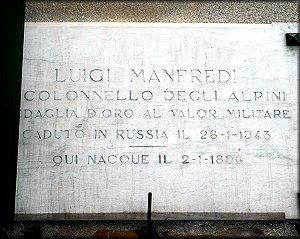 LUIGI MANFREDI
COLONNELLO DEGLI ALPINI
DAGLIA D'ORO AL VALOR MILITARE
CADUTO IN RUSSIA IL 28-1-1943
QUI NACQUE IL 2-1-1896